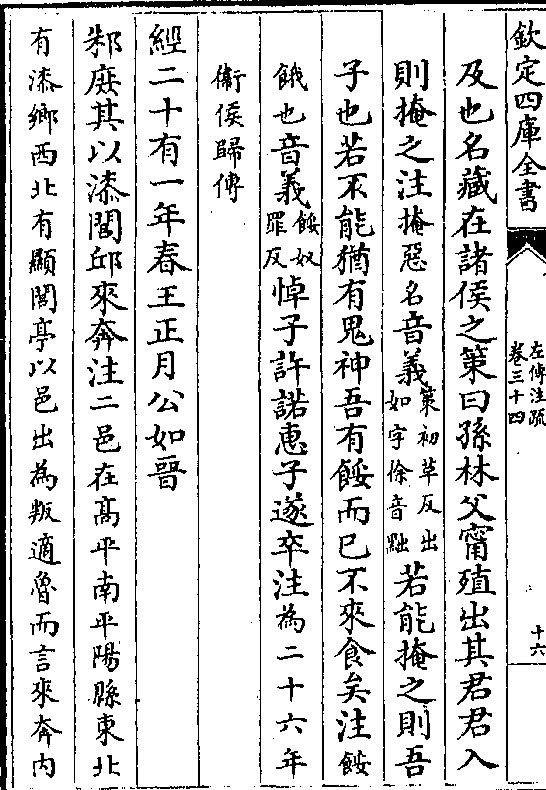 欽定四庫全書
左傳注疏
卷三十四
十六
及也名藏在諸侯之策曰孫林父甯殖出其君君入
則掩之注掩惡名音義策初革反出
如字徐音黜若能掩之則吾
子也若不能猶有鬼神吾有餒而已不來食矣注餒
餓也音義餒奴
罪反悼子許諾惠子遂卒注為二十六年
衛侯歸傳
經二十有一年春王正月公如晉
邾庶其以漆閭邱來奔注二邑在高平南平陽縣東北
有漆鄉西北有顯閭亭以邑出為叛適魯而言來奔內